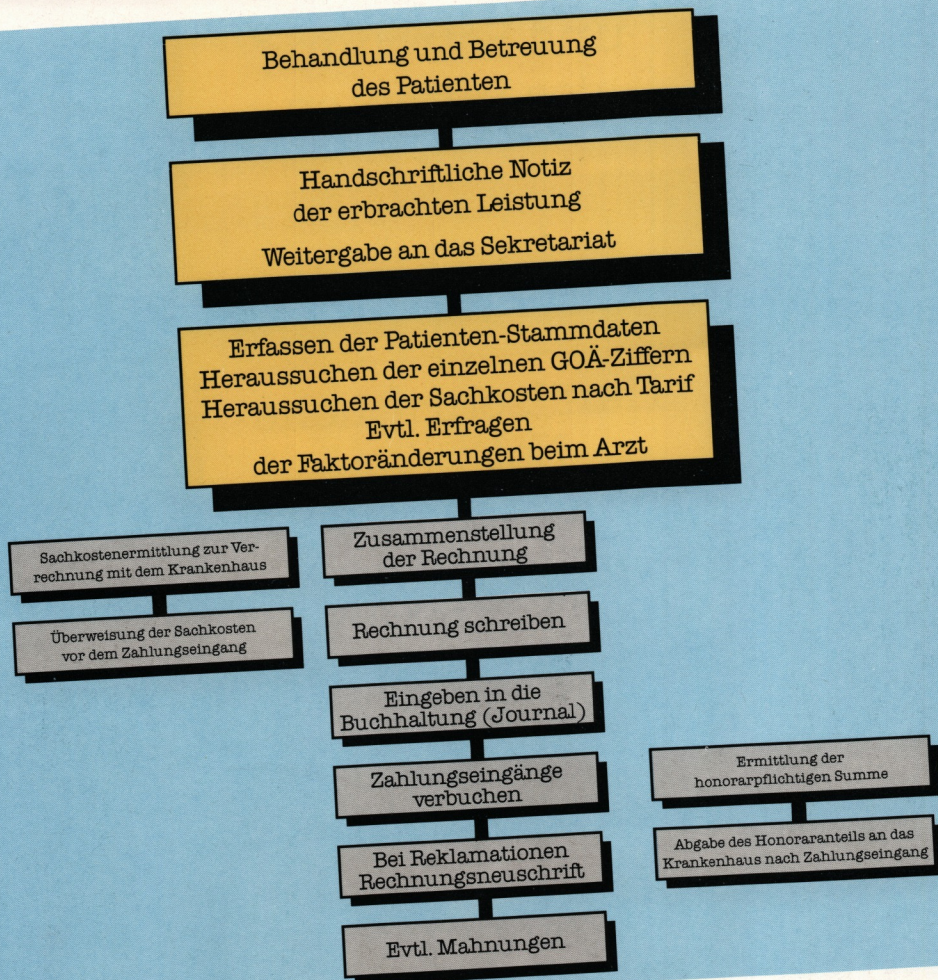 Behandlung und Betreuung
des Patienten
Handschriftliche Notiz
der erbrachten Leistung
Weitergabe an das Sekretariat
Erfassen der Patienten-Stammdaten
Heraussuchen der einzelnen GOÄ-Ziffern
Heraussuchen der Sachkosten nach Tarif
Evtl. Erfragen
der Faktoränderungen beim Arzt
Sachkostenermittlung zur Ver-
rechnung mit dem Krankenhaus
Überweisung der Sachkosten
vor dem Zahlungseingang
Zusammenstellung
der Rechnung
Rechnung schreiben
Eingeben in die
Buchhaltung (Journal)
Zahlungseingänge
verbuchen
Bei Reklamationen
Rechnungsneuschrift
Evtl. Mahnungen
Ermittlung der
honorarpflichtigen Summe
Abgabe des Honoraranteils an das
Krankenhaus nach Zahlungseingang